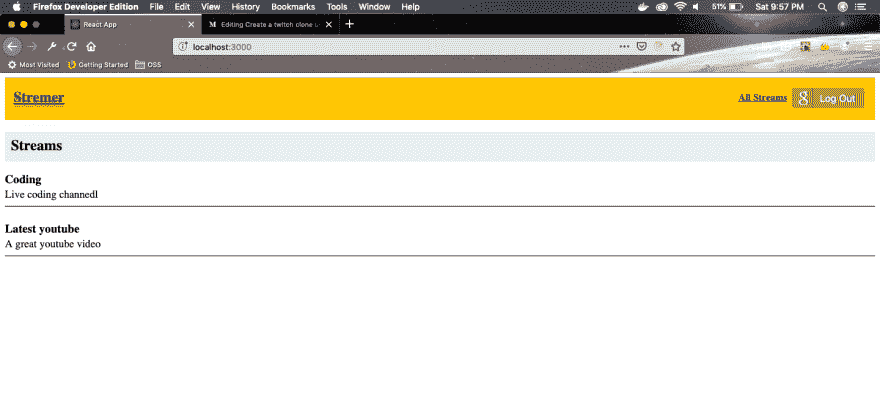 Firefox Developer Edition File Edit View History Bookmarks Tools Window Help 51% Sat 9:57 PM
React App Editing Create a twitch clone
localhost:3000
Most Visited Getting Started OSS
Stremer All Streams Log Out
Streams
Coding
Live coding channedl
Latest youtube
A great youtube video